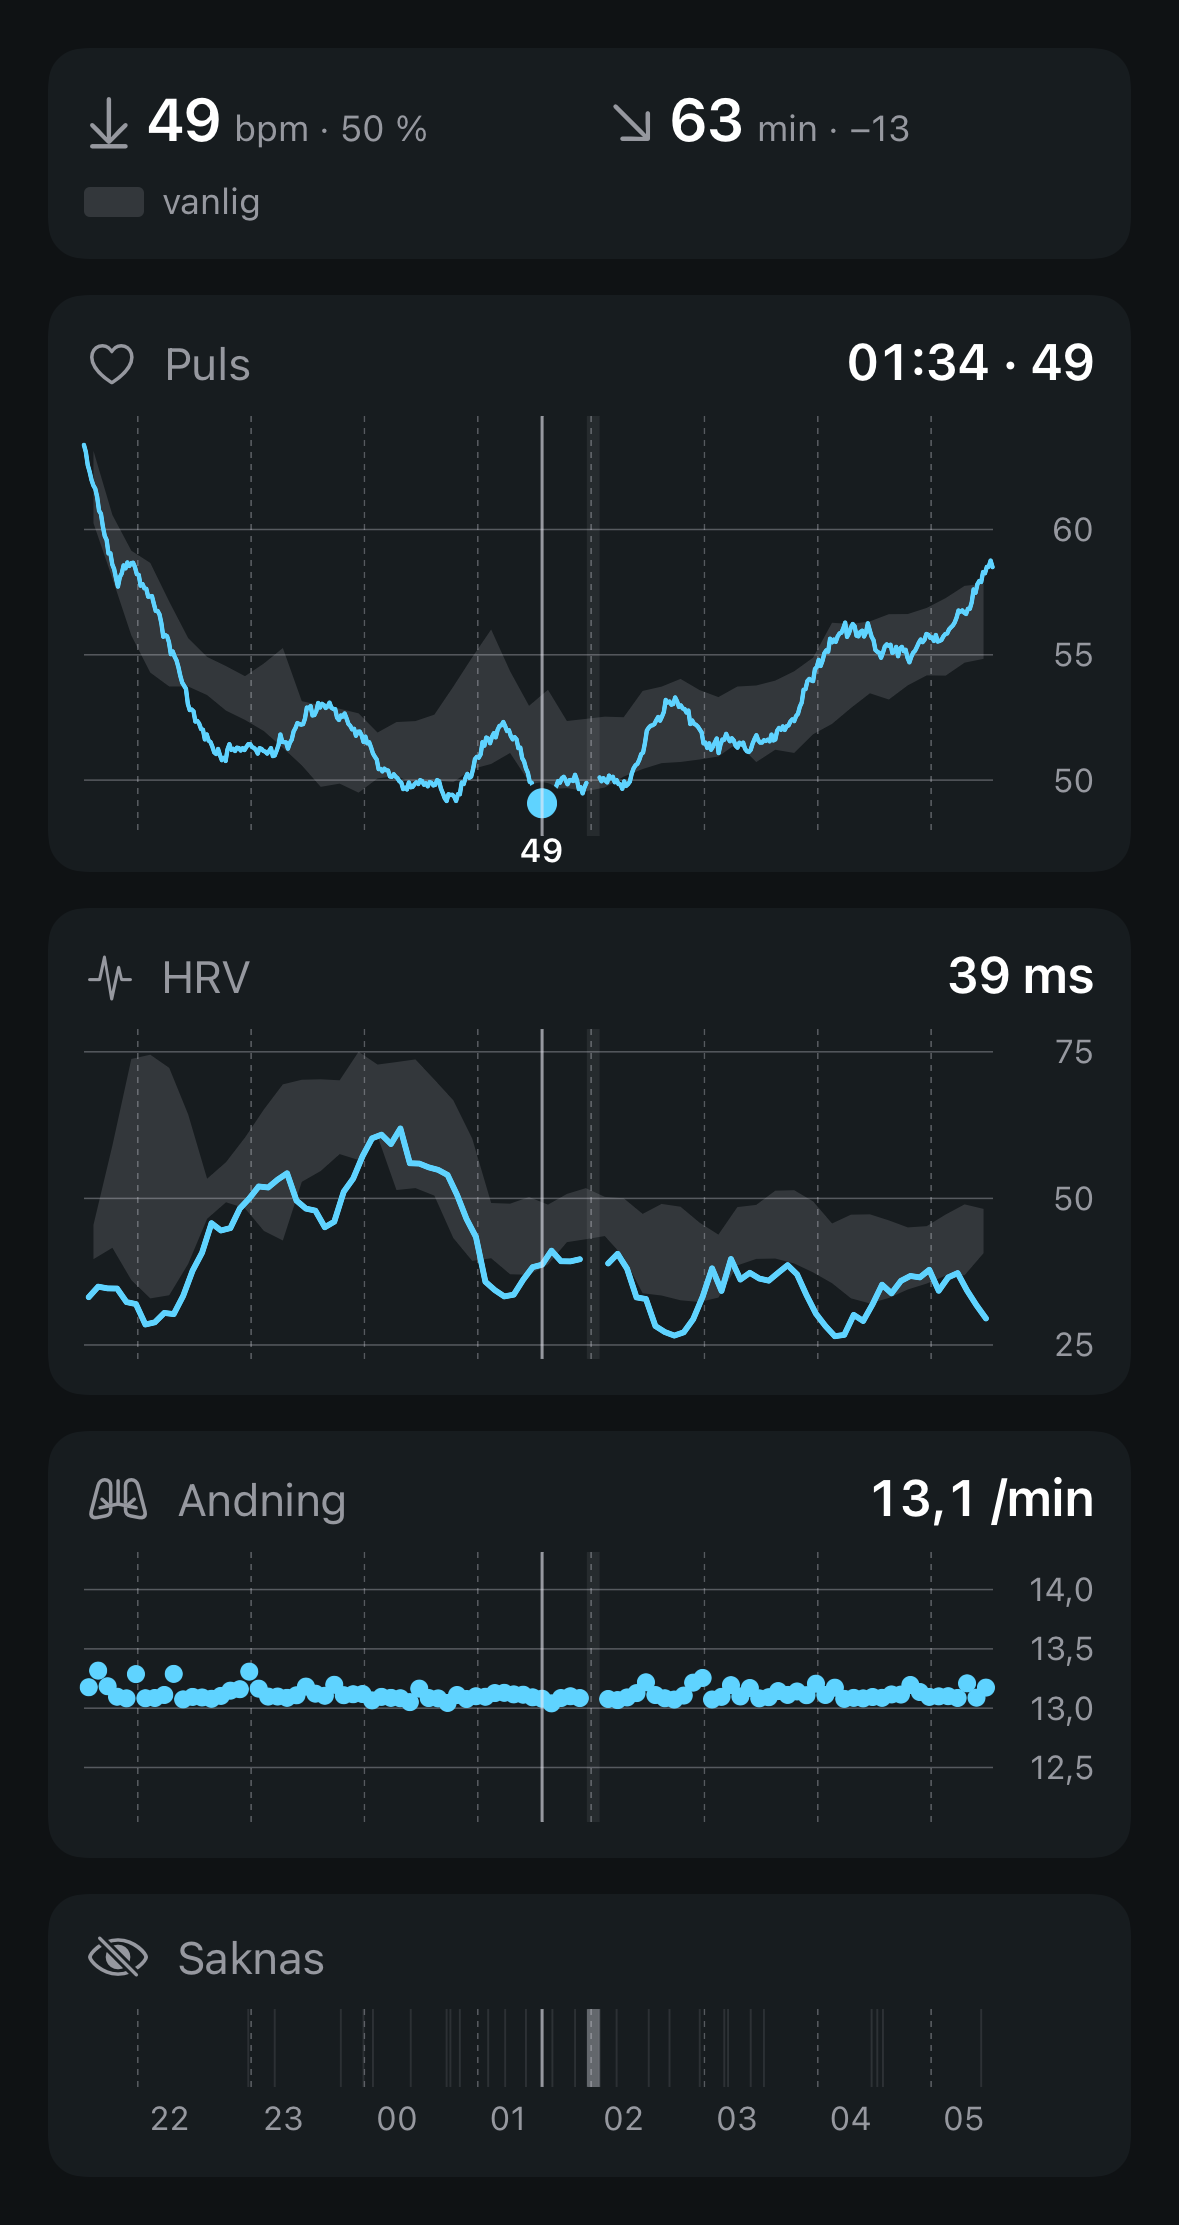 49 bpm · 50 %
63 min · −13
vanlig
Puls
01:34 · 49
60
55
50
49
HRV
39 ms
75
50
25
Andning
13,1 /min
14,0
13,5
13,0
12,5
Saknas
22 23 00 01 02 03 04 05